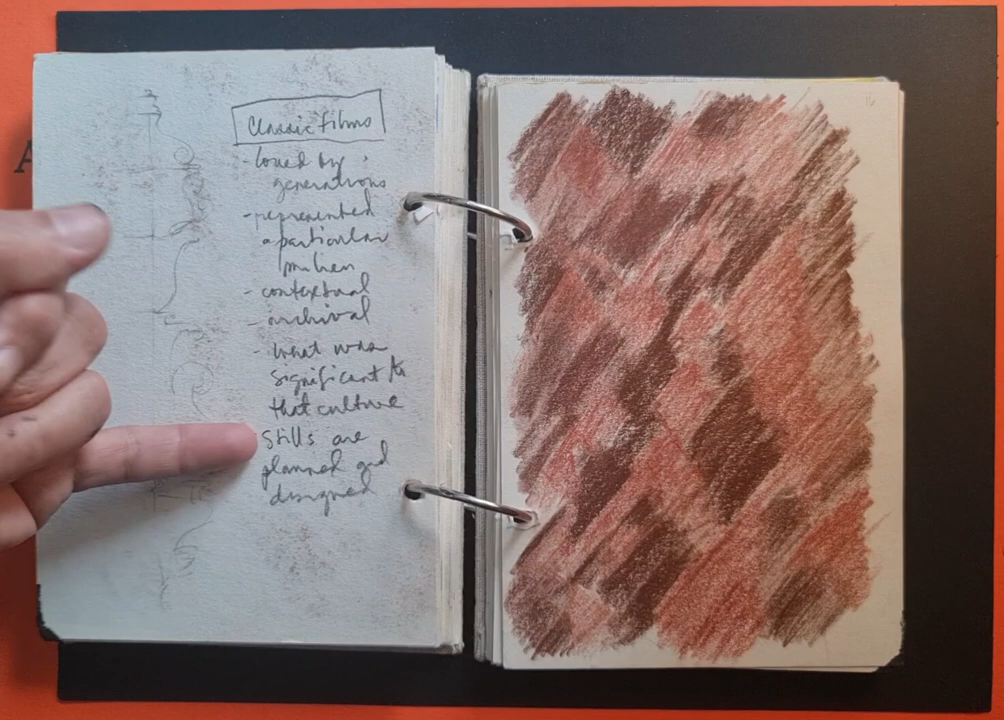 Classic Films
- loved by
generations
- represented
a particular
milieu
- contextual
- archival
- what was
significant to
that culture
stills are
planned and
designed
16
A